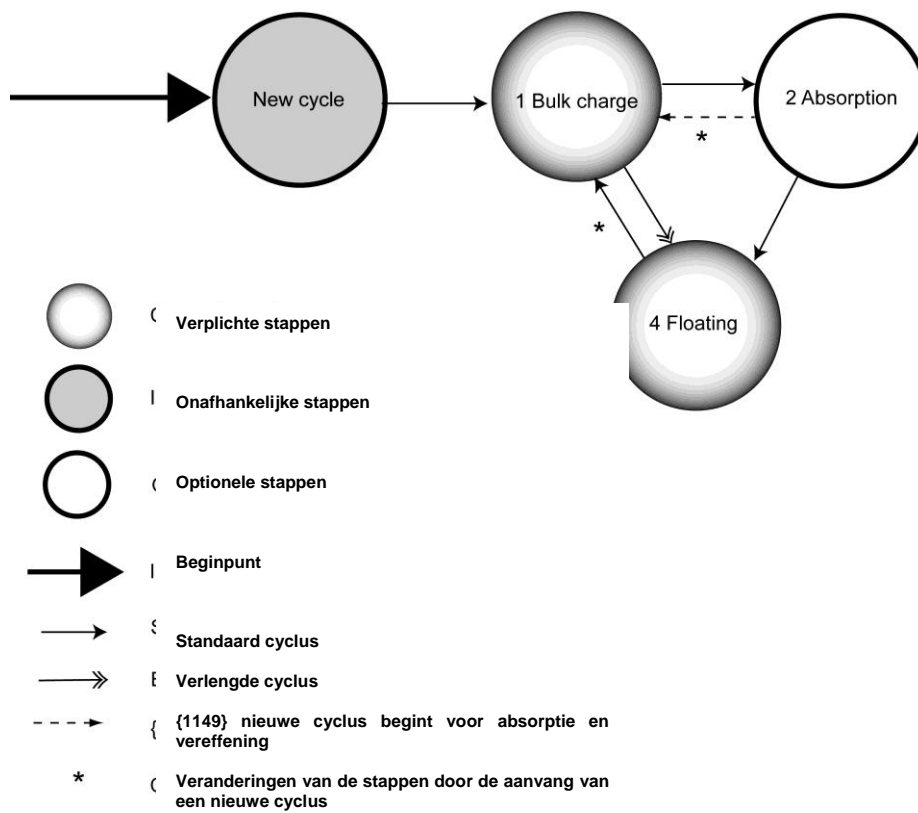 New cycle
1 Bulk charge
2 Absorption
*
*
4 Floating
Verplichte stappen
Onafhankelijke stappen
Optionele stappen
Beginpunt
Standaard cyclus
Verlengde cyclus
{1149} nieuwe cyclus begint voor absorptie en
vereffening
*
Veranderingen van de stappen door de aanvang van
een nieuwe cyclus